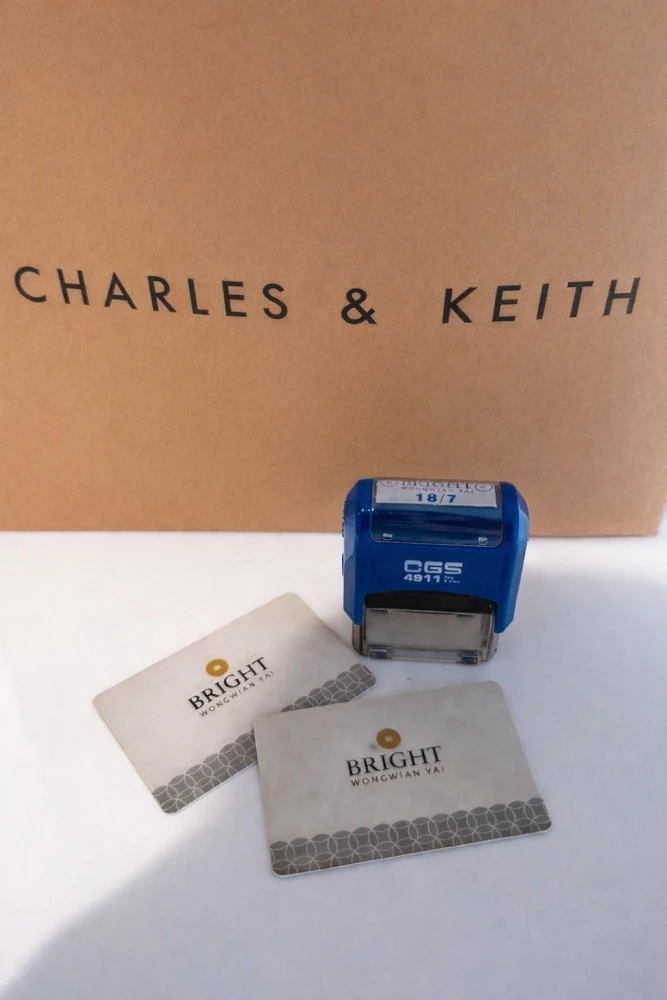 CHARLES & KEITH
BRIGHT
WONGWIAN YAI
18/7
CGS
4911
BRIGHT
WONGWIAN YAI
BRIGHT
WONGWIAN YAI